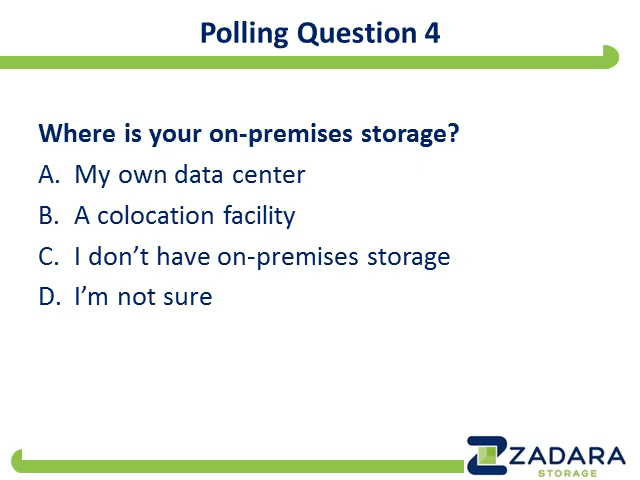 Polling Question 4
Where is your on-premises storage?
A. My own data center
B. A colocation facility
C. I don’t have on-premises storage
D. I’m not sure
ZADARA
STORAGE